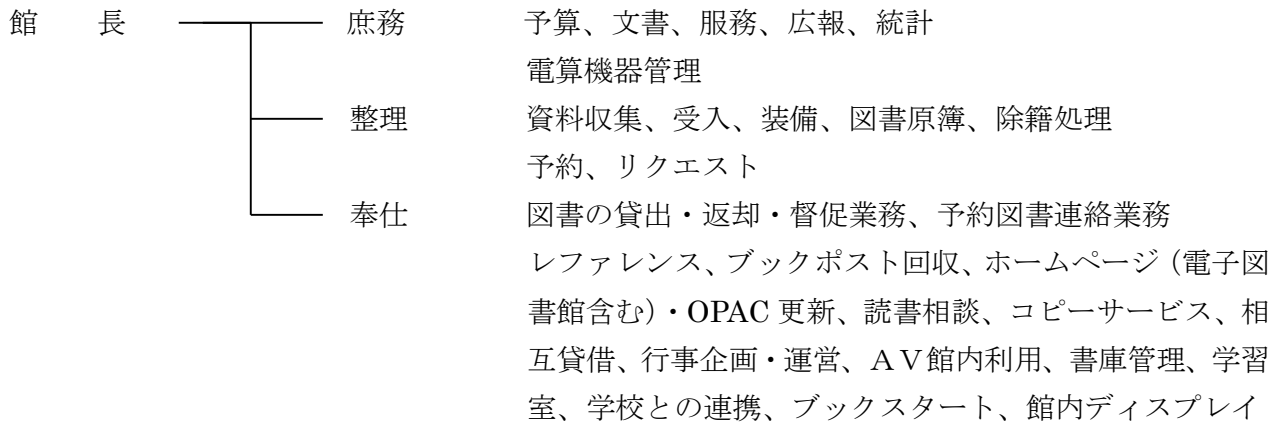 館　長　庶務　予算、文書、服務、広報、統計
電算機器管理
整理　資料収集、受入、装備、図書原簿、除籍処理
予約、リクエスト
奉仕　図書の貸出・返却・督促業務、予約図書連絡業務
レファレンス、ブックポスト回収、ホームページ（電子図
書館含む）・OPAC 更新、読書相談、コピーサービス、相
互貸借、行事企画・運営、ＡＶ館内利用、書庫管理、学習
室、学校との連携、ブックスタート、館内ディスプレイ